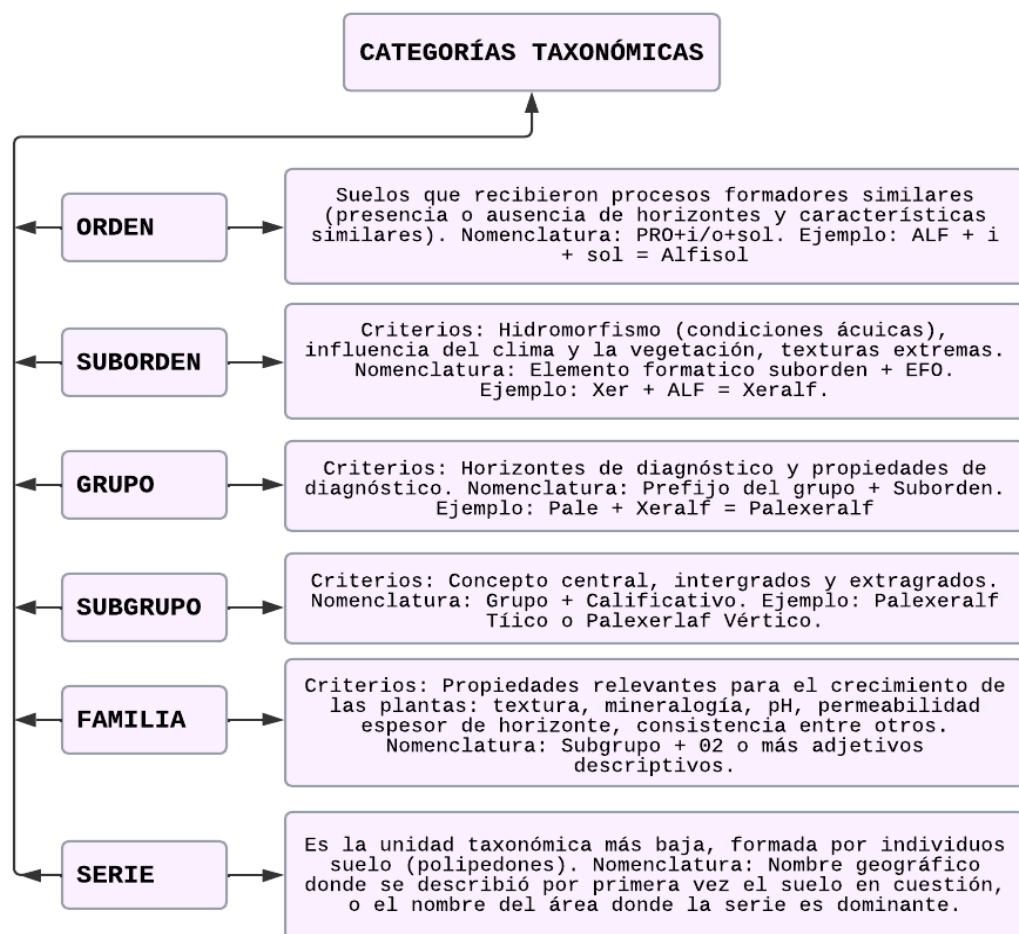 CATEGORÍAS TAXONÓMICAS
ORDEN
Suelos que recibieron procesos formadores similares
(presencia o ausencia de horizontes y características
similares). Nomenclatura: PRO+i/o+sol. Ejemplo: ALF + i
+ sol = Alfisol
SUBORDEN
Criterios: Hidromorfismo (condiciones ácuicas),
influencia del clima y la vegetación, texturas extremas.
Nomenclatura: Elemento formatico suborden + EFO.
Ejemplo: Xer + ALF = Xeralf.
GRUPO
Criterios: Horizontes de diagnóstico y propiedades de
diagnóstico. Nomenclatura: Prefijo del grupo + Suborden.
Ejemplo: Pale + Xeralf = Palexeralf
SUBGRUPO
Criterios: Concepto central, intergrados y extragrados.
Nomenclatura: Grupo + Calificativo. Ejemplo: Palexeralf
Tíico o Palexerlaf Vértico.
FAMILIA
Criterios: Propiedades relevantes para el crecimiento de
las plantas: textura, mineralogía, pH, permeabilidad
espesor de horizonte, consistencia entre otros.
Nomenclatura: Subgrupo + 02 o más adjetivos
descriptivos.
SERIE
Es la unidad taxonómica más baja, formada por individuos
suelo (polipedones). Nomenclatura: Nombre geográfico
donde se describió por primera vez el suelo en cuestión,
o el nombre del área donde la serie es dominante.